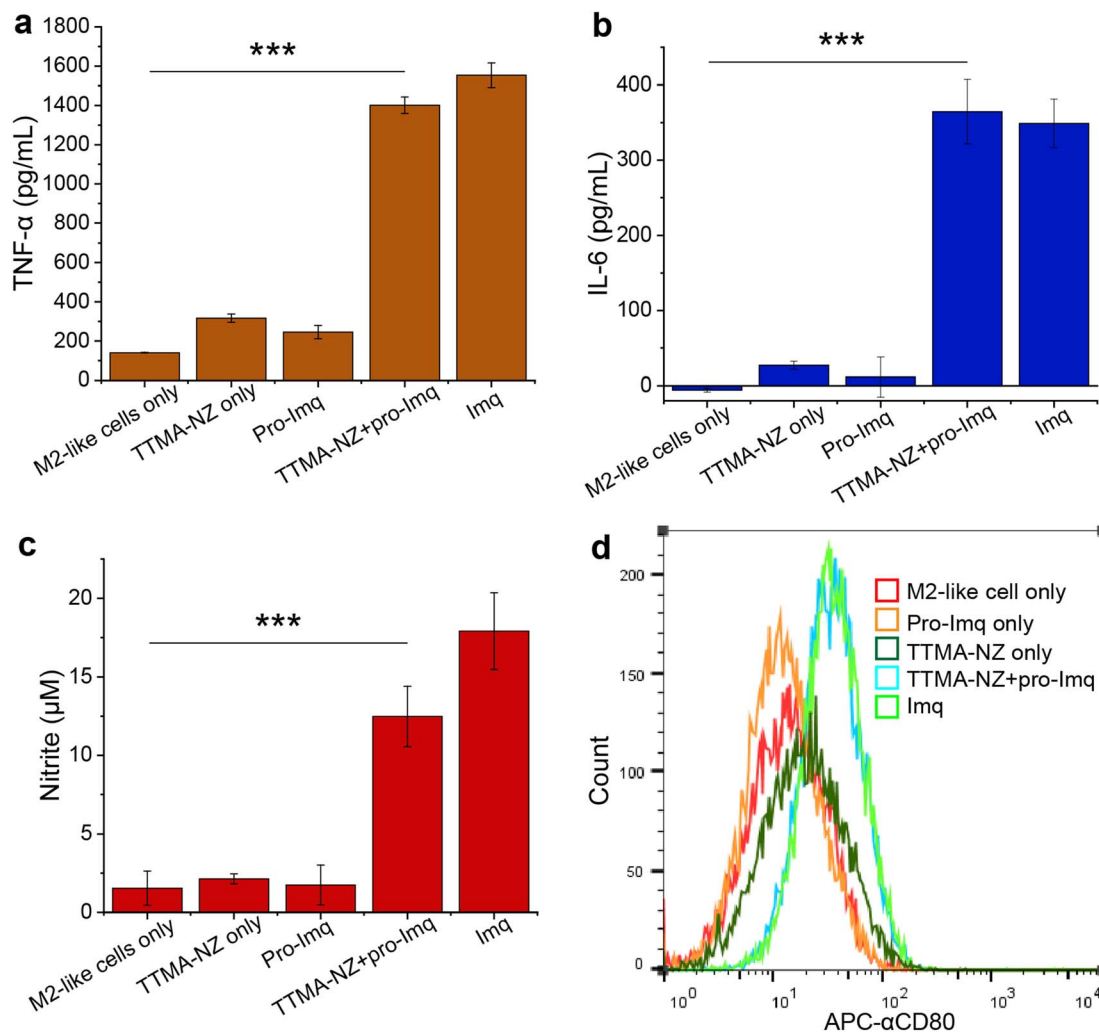 a
TNF-α (pg/mL)
1800
1600
1400
1200
1000
800
600
400
200
0
***
M2-like cells only
TTMA-NZ only
Pro-Imq
TTMA-NZ+pro-Imq
Imq
b
IL-6 (pg/mL)
400
300
200
100
0
***
M2-like cells only
TTMA-NZ only
Pro-Imq
TTMA-NZ+pro-Imq
Imq
c
Nitrite (μM)
20
15
10
5
0
***
M2-like cells only
TTMA-NZ only
Pro-Imq
TTMA-NZ+pro-Imq
Imq
d
Count
200
150
100
50
0
M2-like cell only
Pro-Imq only
TTMA-NZ only
TTMA-NZ+pro-Imq
Imq
10⁰ 10¹ 10² 10³ 10⁴
APC-αCD80